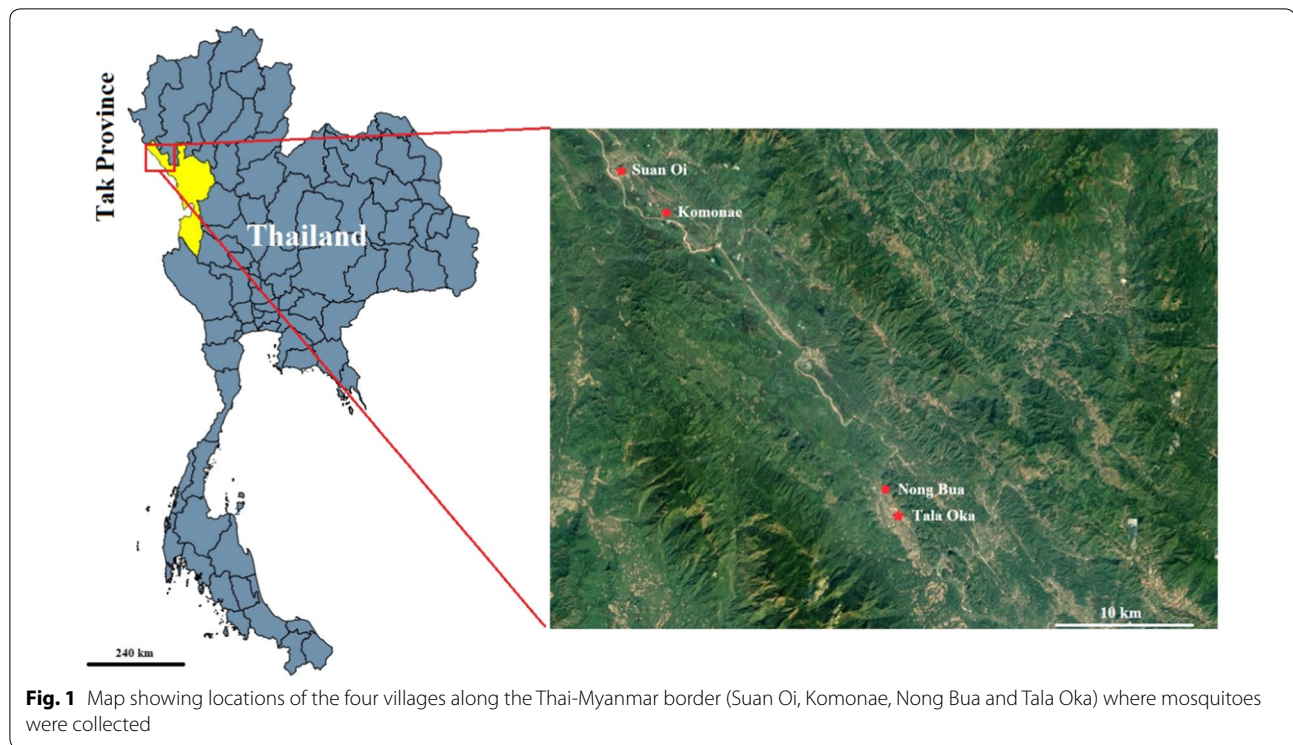 Tak Province
Thailand
Suan Oi
Komonae
Nong Bua
Tala Oka
10 km
240 km
Fig. 1 Map showing locations of the four villages along the Thai-Myanmar border (Suan Oi, Komonae, Nong Bua and Tala Oka) where mosquitoes
were collected